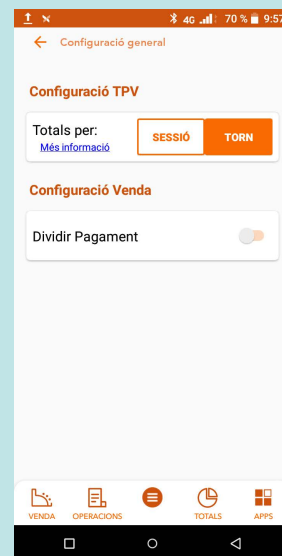 4G 70 % 9:57
Configuració general
Configuració TPV
Totals per:
SESSIÓ TORN
Més informació
Configuració Venda
Dividir Pagament
VENDA OPERACIONS TOTALS APPS